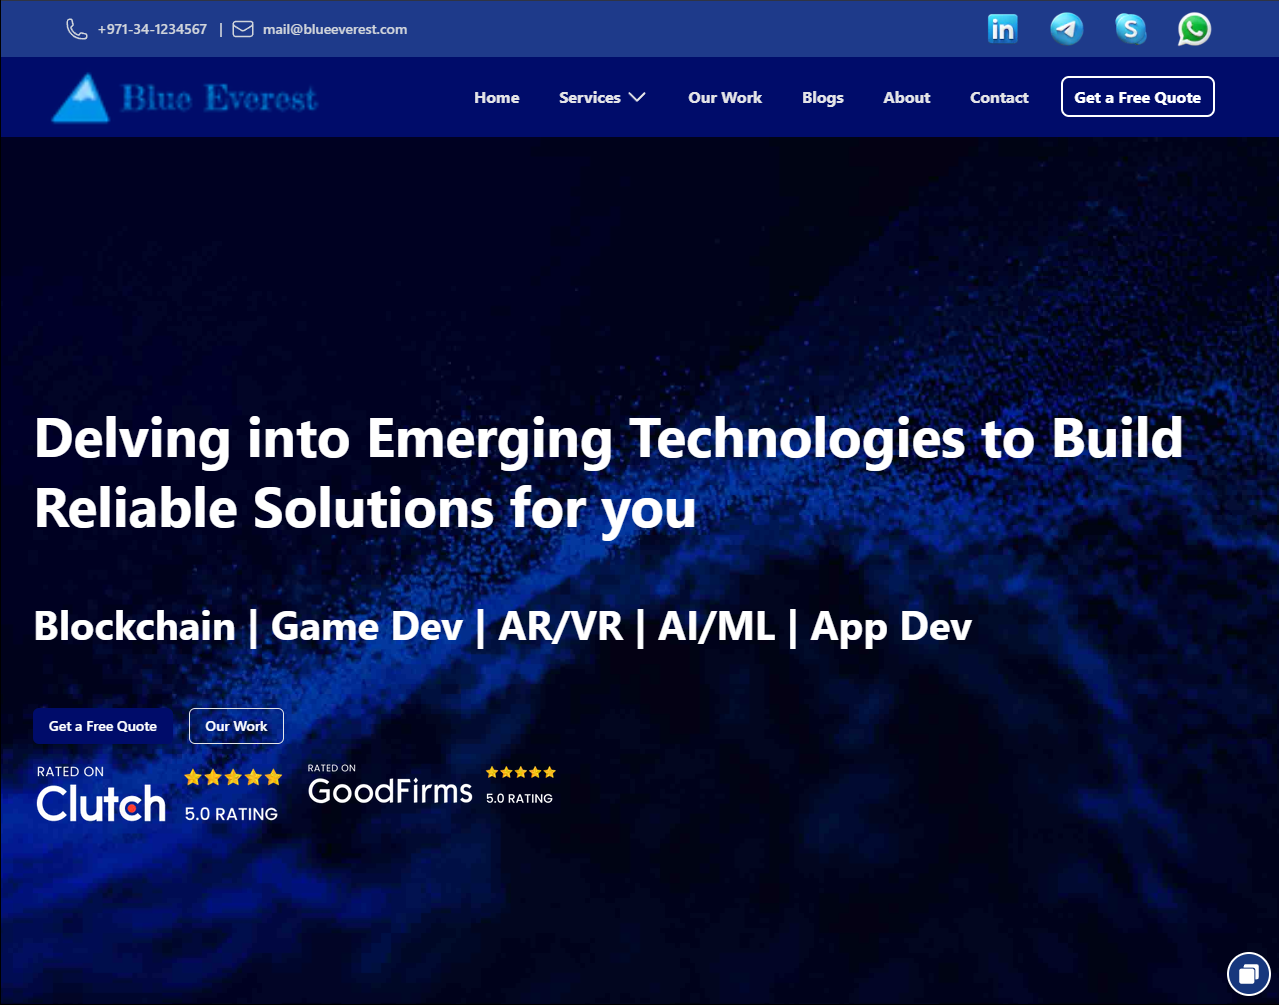 +971-34-1234567 | mail@blueeverest.com
in S
Blue Everest Home Services Our Work Blogs About Contact Get a Free Quote
Delving into Emerging Technologies to Build
Reliable Solutions for you
Blockchain | Game Dev | AR/VR | AI/ML | App Dev
Get a Free Quote Our Work
RATED ON
Clutch
5.0 RATING
RATED ON
GoodFirms
5.0 RATING